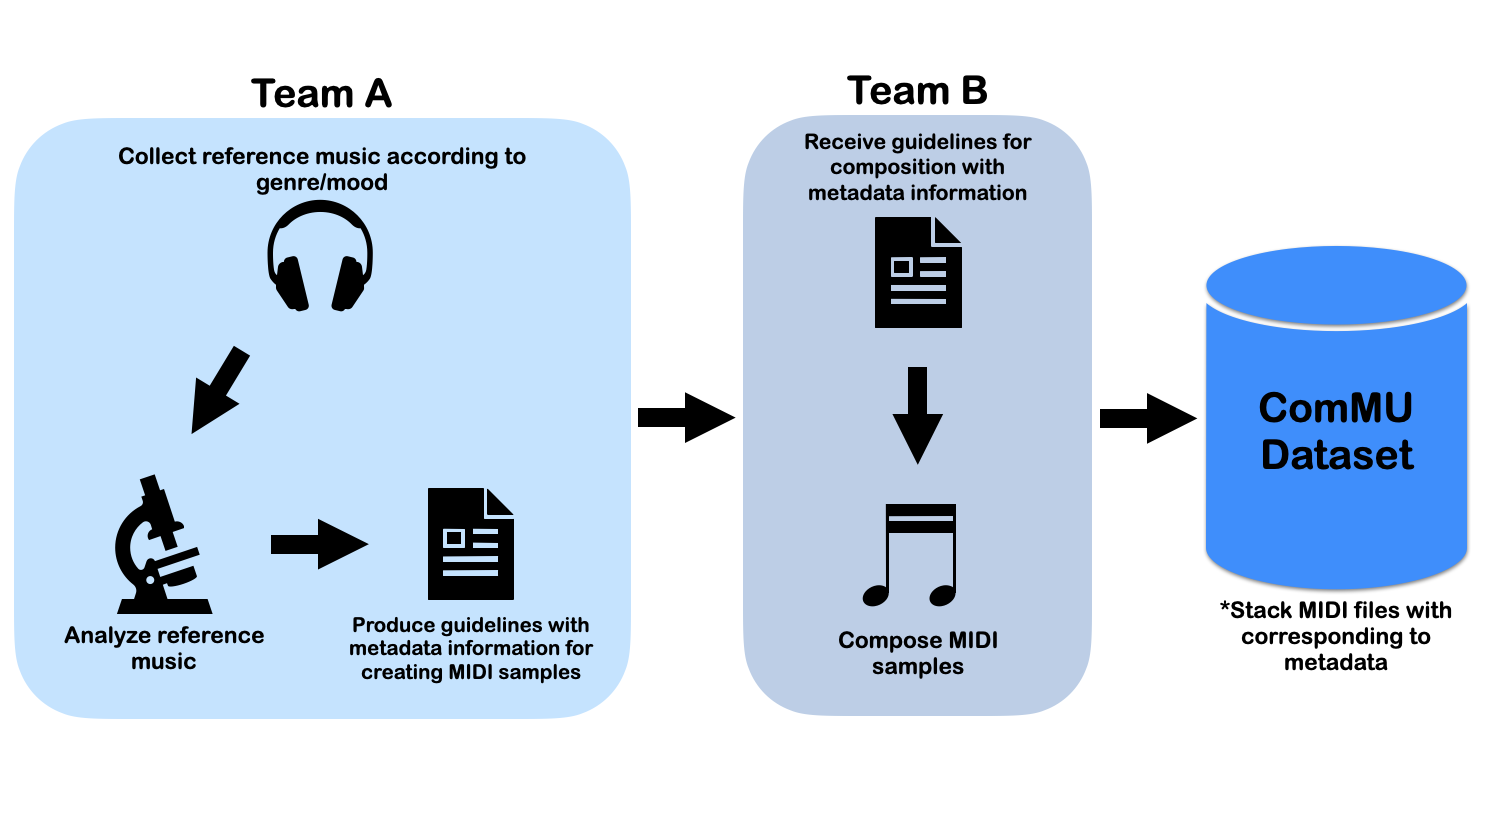 Team A
Collect reference music according to
genre/mood
Analyze reference
music
Produce guidelines with
metadata information for
creating MIDI samples
Team B
Receive guidelines for
composition with
metadata information
Compose MIDI
samples
ComMU
Dataset
*Stack MIDI files with
corresponding to
metadata